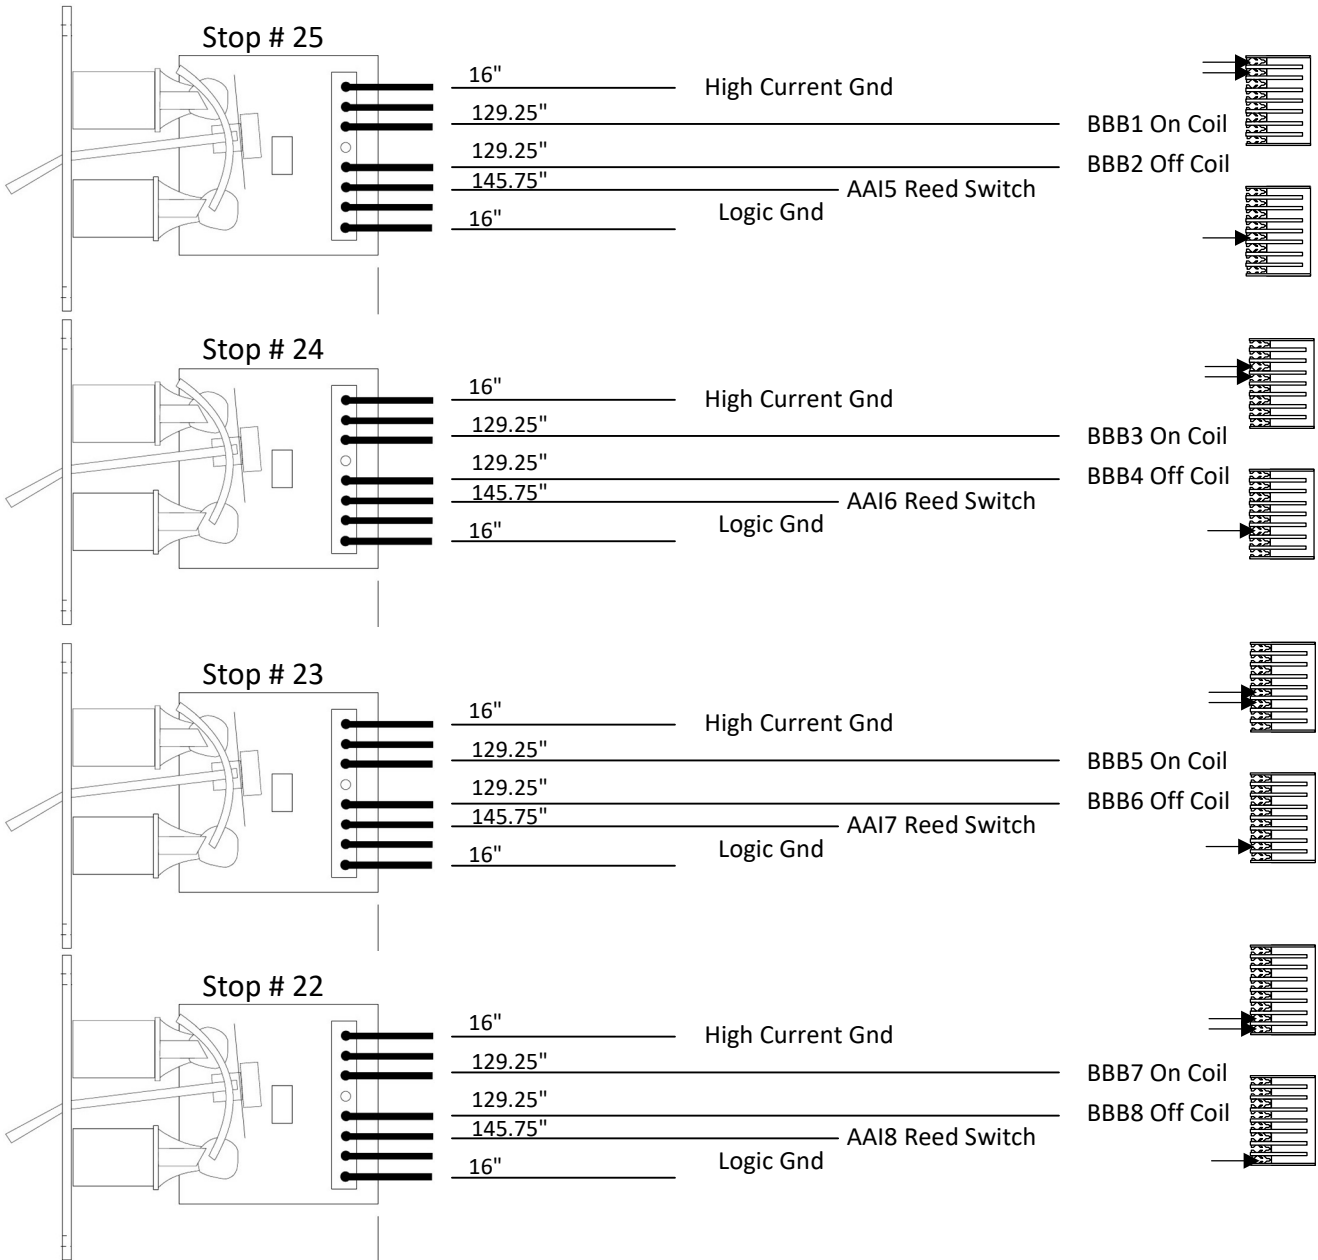 Stop # 25
16"
High Current Gnd
129.25"
BBB1 On Coil
129.25"
BBB2 Off Coil
145.75"
AAI5 Reed Switch
Logic Gnd
16"
Stop # 24
16"
High Current Gnd
129.25"
BBB3 On Coil
129.25"
BBB4 Off Coil
145.75"
AAI6 Reed Switch
Logic Gnd
16"
Stop # 23
16"
High Current Gnd
129.25"
BBB5 On Coil
129.25"
BBB6 Off Coil
145.75"
AAI7 Reed Switch
Logic Gnd
16"
Stop # 22
16"
High Current Gnd
129.25"
BBB7 On Coil
129.25"
BBB8 Off Coil
145.75"
AAI8 Reed Switch
Logic Gnd
16"